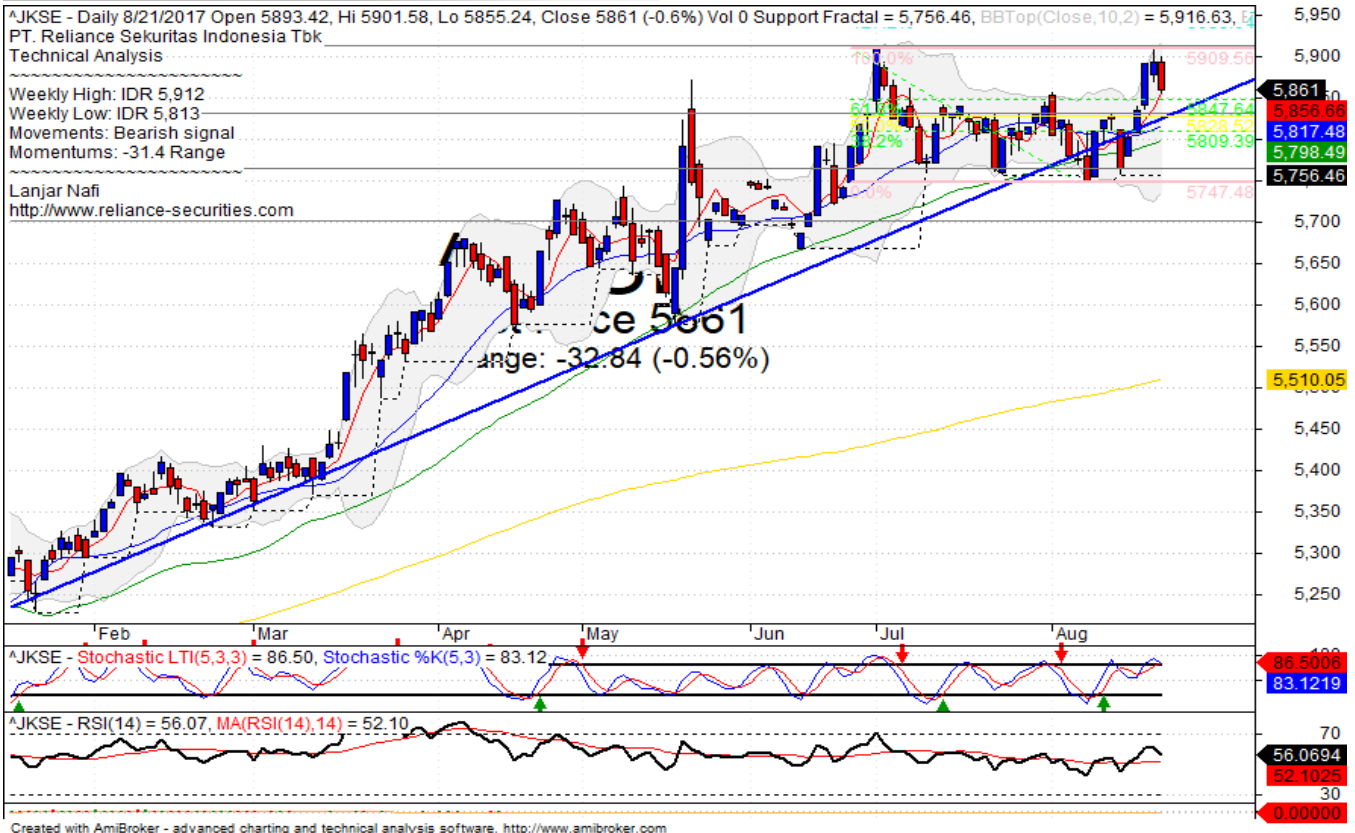 ^JKSE - Daily 8/21/2017 Open 5893.42, Hi 5901.58, Lo 5855.24, Close 5861 (-0.6%) Vol 0 Support Fractal = 5,756.46, BBTop(Close,10,2) = 5,916.63,
PT. Reliance Sekuritas Indonesia Tbk
Technical Analysis
~~~~~~~~~~~~~~~~~~~~~~
Weekly High: IDR 5,912
Weekly Low: IDR 5,813
Movements: Bearish signal
Momentums: -31.4 Range
~~~~~~~~~~~~~~~~~~~~~~
Lanjar Nafi
http://www.reliance-securities.com
100.0%
5909.56
5847.64
5828.52
5809.39
0.0%
5747.48
5661
-32.84 (-0.56%)
5,950
5,900
5,861
5,856.66
5,817.48
5,798.49
5,756.46
5,700
5,650
5,600
5,550
5,510.05
5,450
5,400
5,350
5,300
5,250
Feb Mar Apr May Jun Jul Aug
^JKSE - Stochastic LTI(5,3,3) = 86.50, Stochastic %K(5,3) = 83.12
86.5006
83.1219
^JKSE - RSI(14) = 56.07, MA(RSI(14),14) = 52.10
70
56.0694
52.1025
30
0.00000
Created with AmiBroker - advanced charting and technical analysis software. http://www.amibroker.com